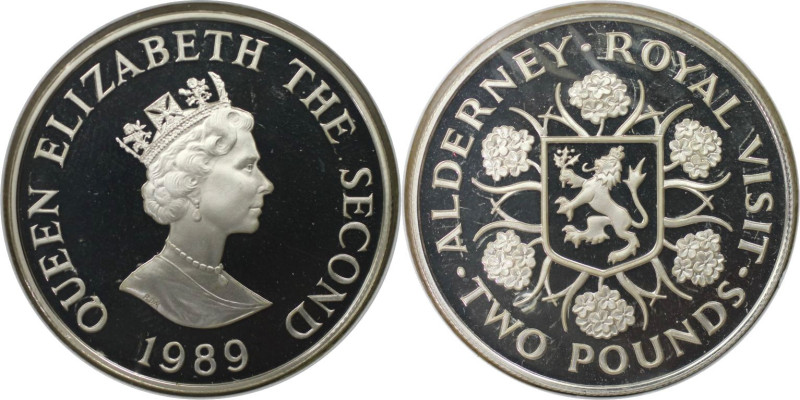 QUEEN ELIZABETH THE SECOND
1989
ALDERNEY · ROYAL VISIT
· TWO POUNDS ·